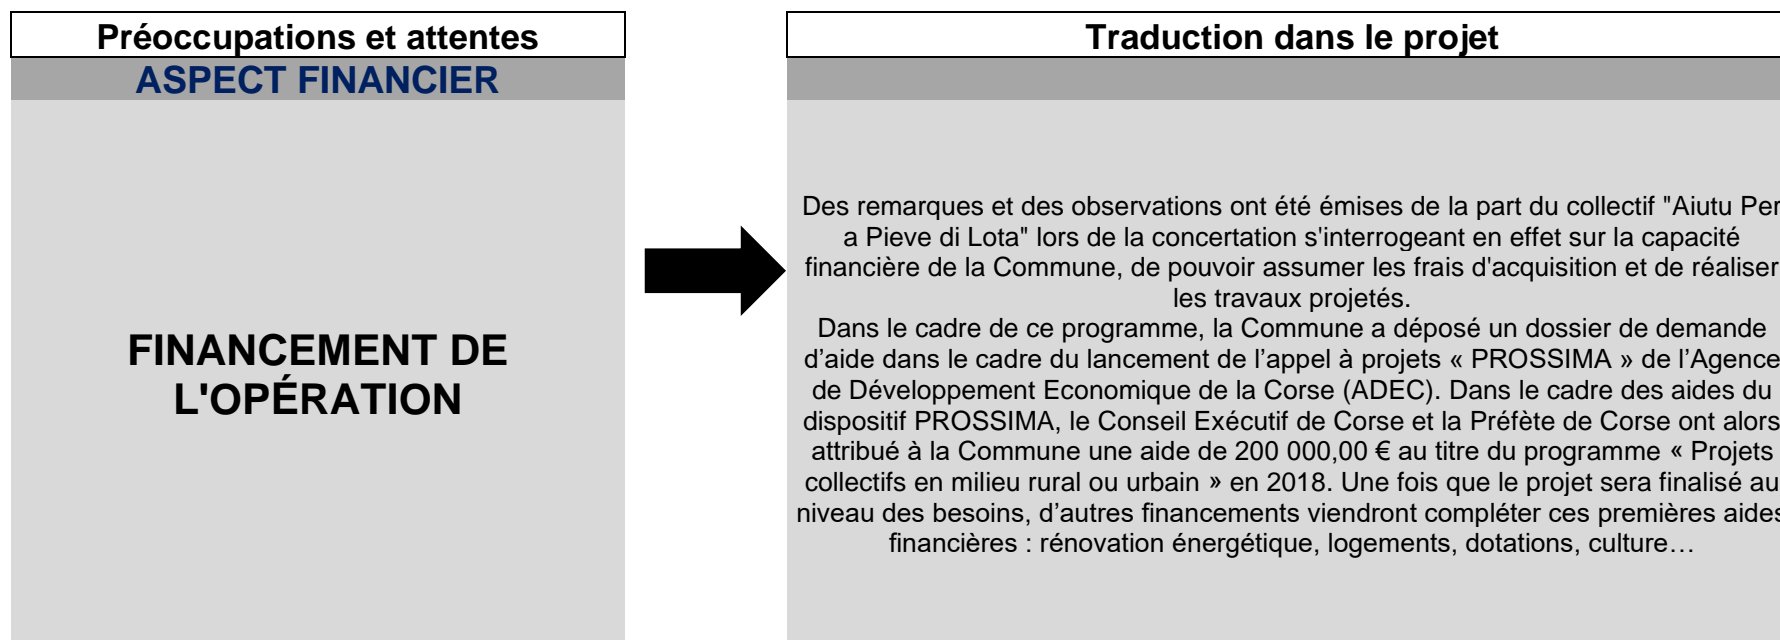 Préoccupations et attentes
ASPECT FINANCIER
FINANCEMENT DE
L'OPÉRATION
Traduction dans le projet
Des remarques et des observations ont été émises de la part du collectif "Aiutu Per
a Pieve di Lota" lors de la concertation s'interrogeant en effet sur la capacité
financière de la Commune, de pouvoir assumer les frais d'acquisition et de réaliser
les travaux projetés.
Dans le cadre de ce programme, la Commune a déposé un dossier de demande
d’aide dans le cadre du lancement de l’appel à projets « PROSSIMA » de l’Agence
de Développement Economique de la Corse (ADEC). Dans le cadre des aides du
dispositif PROSSIMA, le Conseil Exécutif de Corse et la Préfète de Corse ont alors
attribué à la Commune une aide de 200 000,00 € au titre du programme « Projets
collectifs en milieu rural ou urbain » en 2018. Une fois que le projet sera finalisé au
niveau des besoins, d’autres financements viendront compléter ces premières aides
financières : rénovation énergétique, logements, dotations, culture…